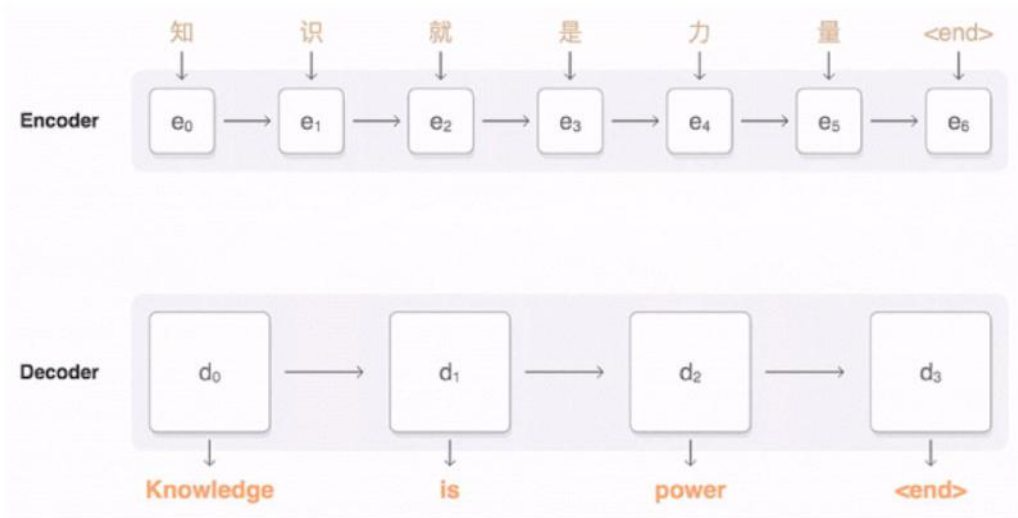 知 识 就 是 力 量 <end>
Encoder e₀ e₁ e₂ e₃ e₄ e₅ e₆
Decoder d₀ d₁ d₂ d₃
Knowledge is power <end>